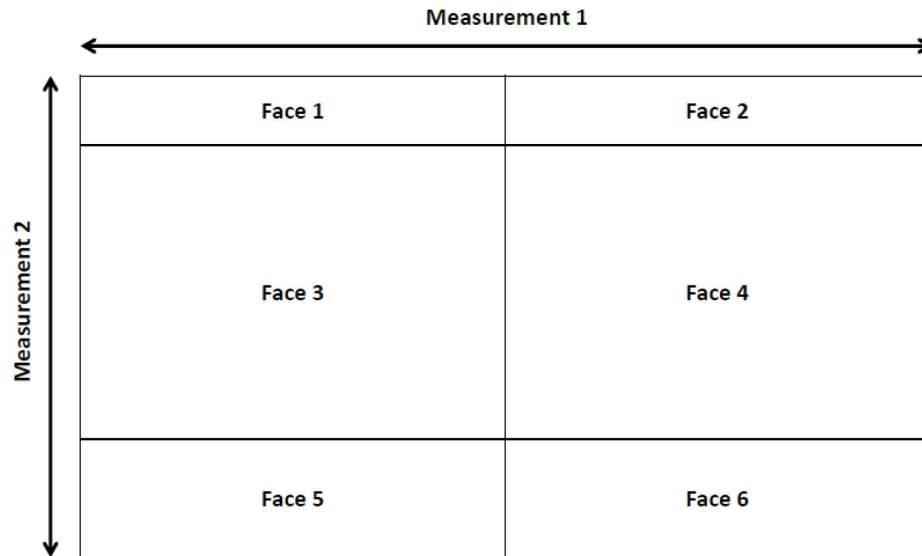 Measurement 1
Measurement 2
Face 1
Face 2
Face 3
Face 4
Face 5
Face 6